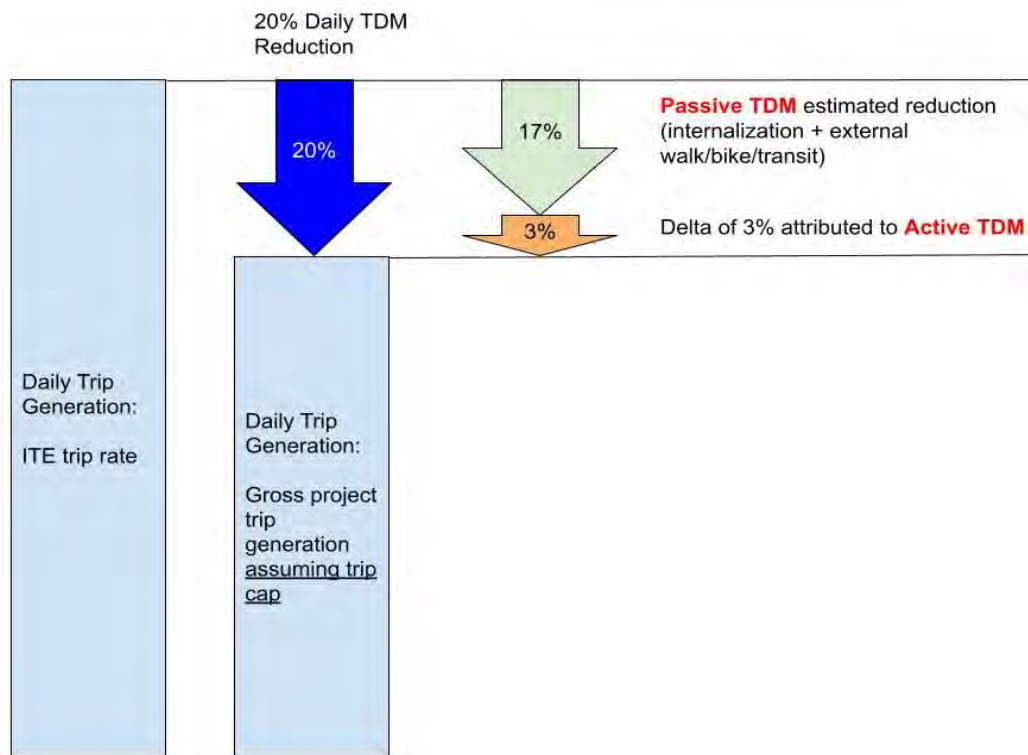 20% Daily TDM
Reduction
20%
17%
Passive TDM estimated reduction
(internalization + external
walk/bike/transit)
3%
Delta of 3% attributed to Active TDM
Daily Trip
Generation:
ITE trip rate
Daily Trip
Generation:
Gross project
trip
generation
assuming trip
cap